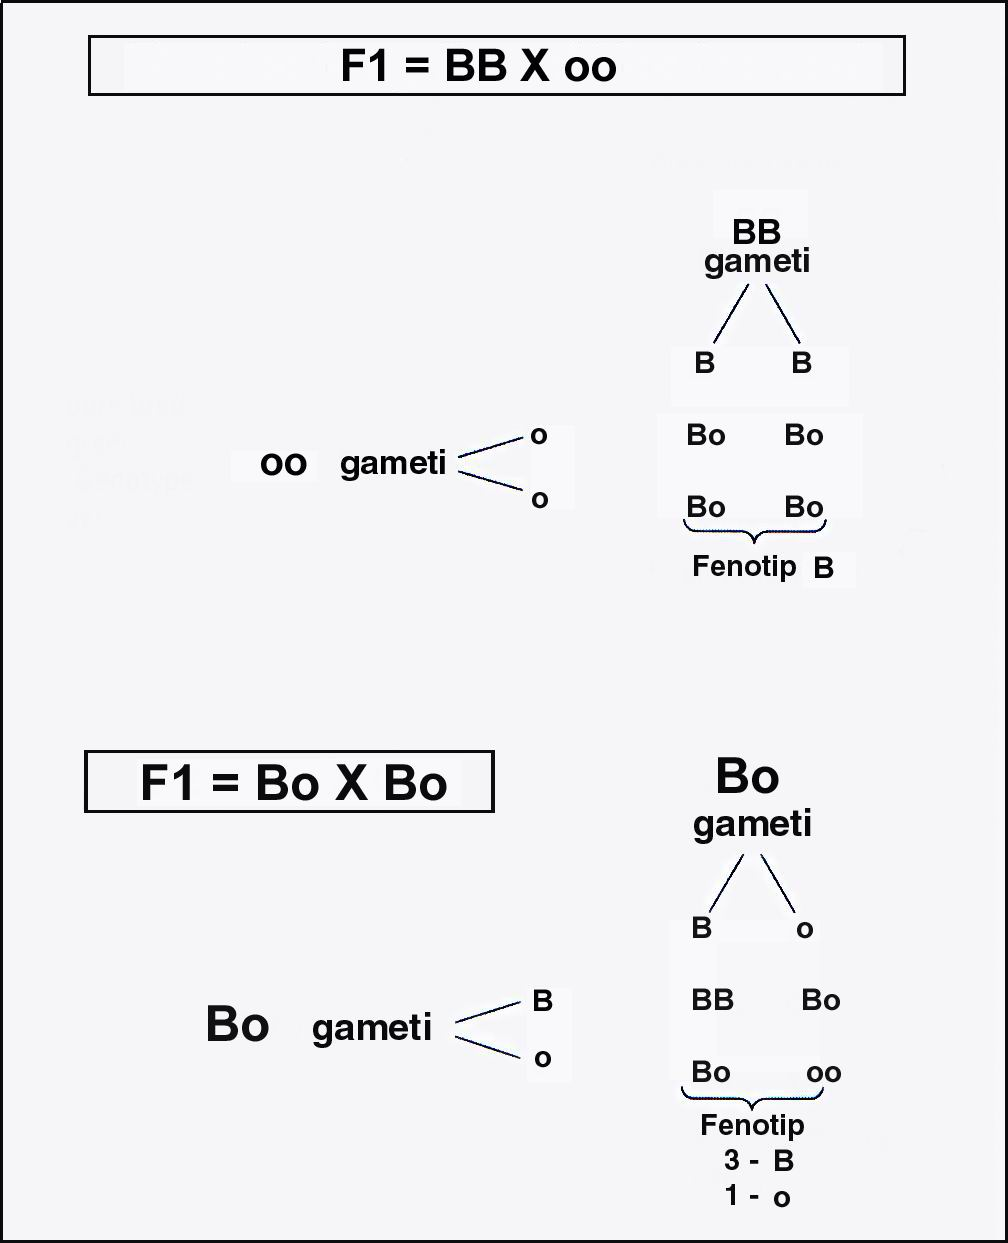 F1 = BB X oo
BB
gameti
B B
oo gameti o
o
Bo Bo
Bo Bo
Fenotip B
F1 = Bo X Bo
Bo
gameti
B o
Bo gameti B
o
BB Bo
Bo oo
Fenotip
3 - B
1 - o